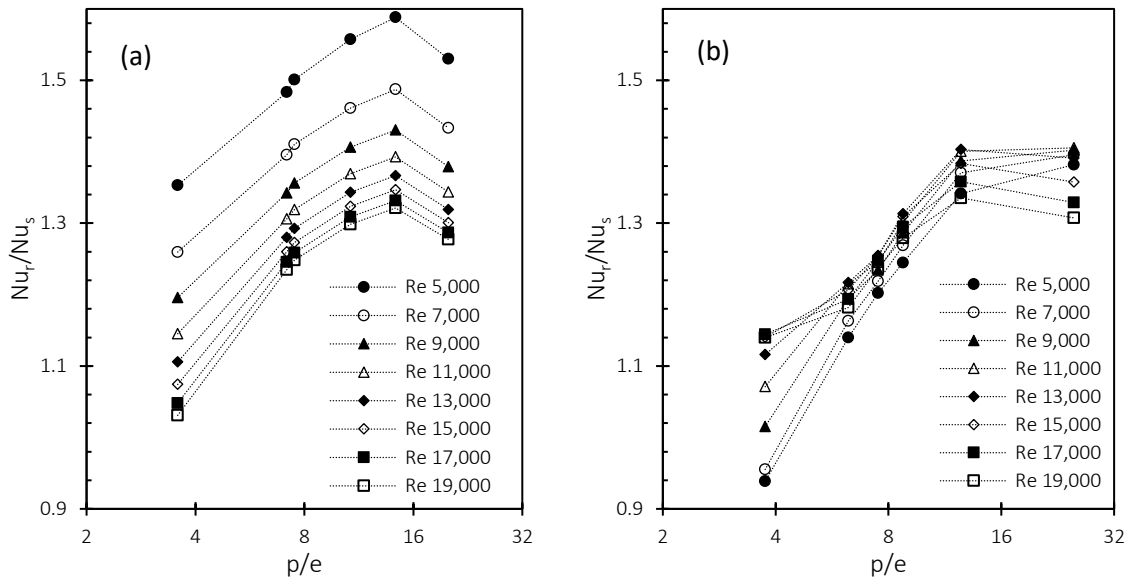 (a)
Nuᵣ/Nuₛ
1.5
1.3
1.1
0.9
Re 5,000
Re 7,000
Re 9,000
Re 11,000
Re 13,000
Re 15,000
Re 17,000
Re 19,000
2 4 8 16 32
p/e
(b)
Nuᵣ/Nuₛ
1.5
1.3
1.1
0.9
Re 5,000
Re 7,000
Re 9,000
Re 11,000
Re 13,000
Re 15,000
Re 17,000
Re 19,000
2 4 8 16 32
p/e